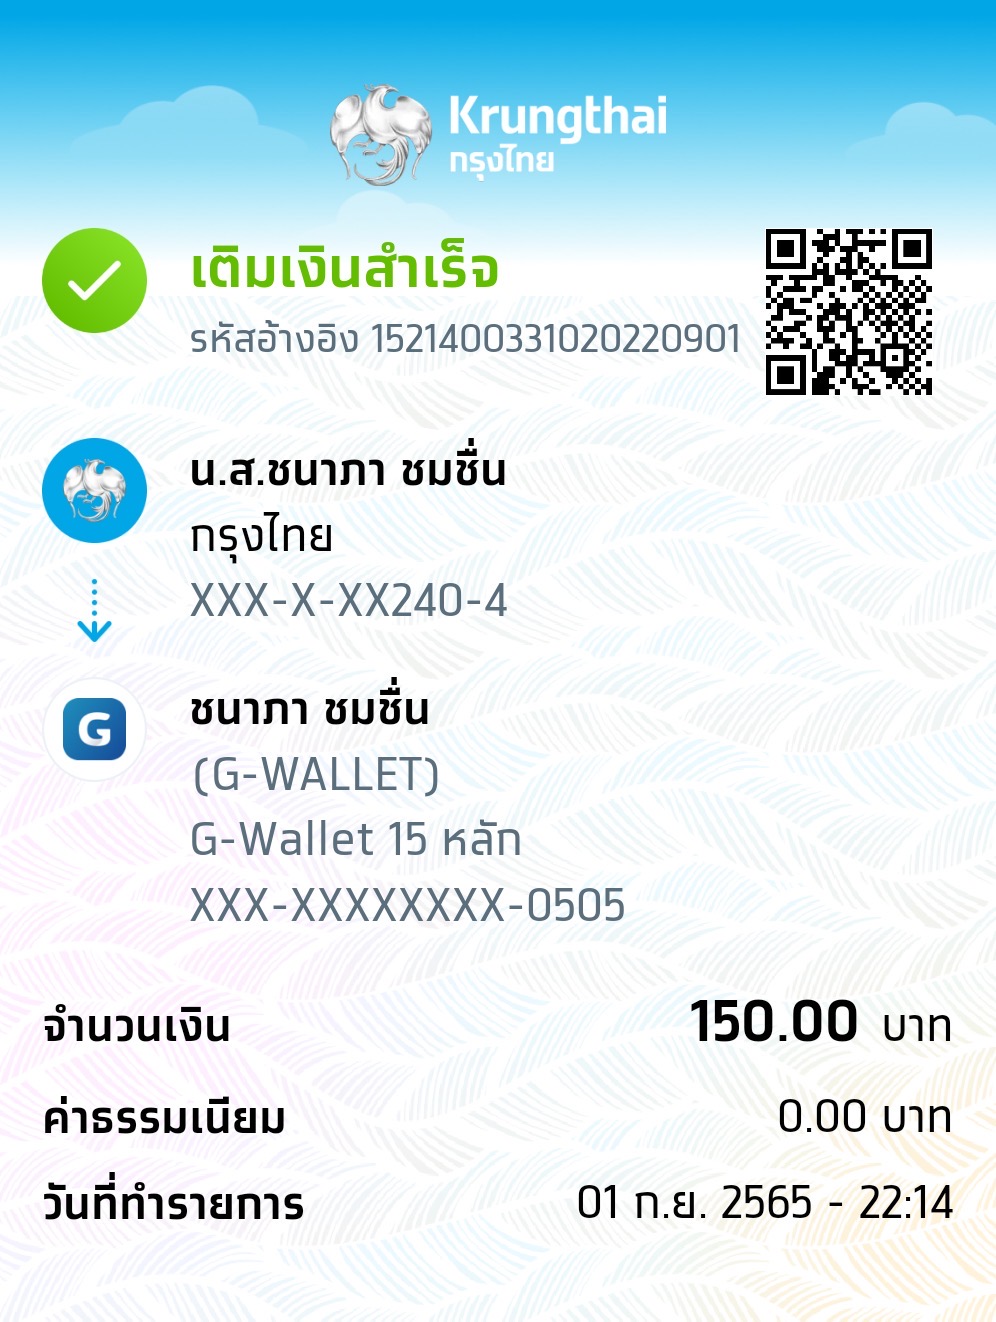 Krungthai
กรุงไทย
เติมเงินสำเร็จ
รหัสอ้างอิง 1521400331020220901
น.ส.ชนาภา ชมชื่น
กรุงไทย
XXX-X-XX240-4
G
ชนาภา ชมชื่น
(G-WALLET)
G-Wallet 15 หลัก
XXX-XXXXXXXX-0505
จำนวนเงิน 150.00 บาท
ค่าธรรมเนียม 0.00 บาท
วันที่ทำรายการ 01 ก.ย. 2565 - 22:14